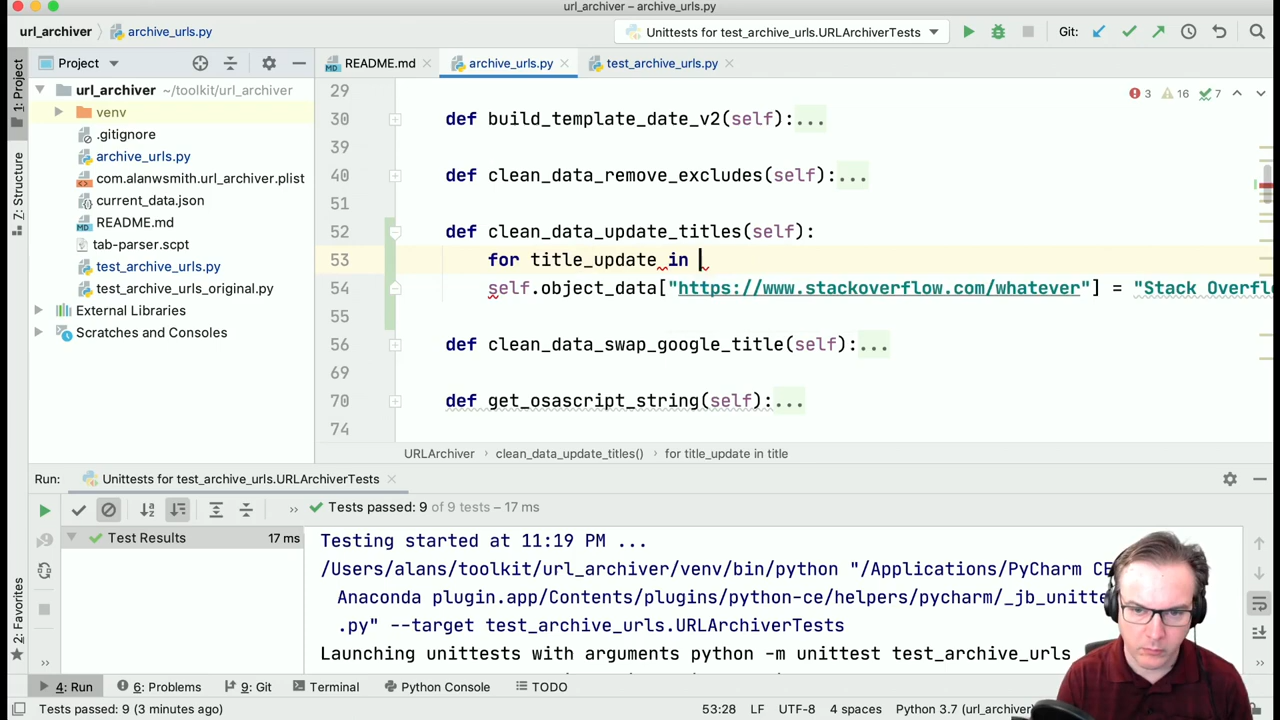 url_archiver – archive_urls.py
url_archiver archive_urls.py Unittests for test_archive_urls.URLArchiverTests Git:
Project README.md archive_urls.py test_archive_urls.py
1: Project
7: Structure
2: Favorites
url_archiver ~/toolkit/url_archiver
venv
.gitignore
archive_urls.py
com.alanwsmith.url_archiver.plist
current_data.json
README.md
tab-parser.scpt
test_archive_urls.py
test_archive_urls_original.py
External Libraries
Scratches and Consoles
3 16 7
29
30 def build_template_date_v2(self):...
39
40 def clean_data_remove_excludes(self):...
51
52 def clean_data_update_titles(self):
53 for title_update in
54 self.object_data["https://www.stackoverflow.com/whatever"] = "Stack Overfl
55
56 def clean_data_swap_google_title(self):...
69
70 def get_osascript_string(self):...
74
URLArchiver › clean_data_update_titles() › for title_update in title
Run: Unittests for test_archive_urls.URLArchiverTests
» Tests passed: 9 of 9 tests – 17 ms
Test Results 17 ms
Testing started at 11:19 PM ...
/Users/alans/toolkit/url_archiver/venv/bin/python "/Applications/PyCharm CE
Anaconda plugin.app/Contents/plugins/python-ce/helpers/pycharm/_jb_unitte
.py" --target test_archive_urls.URLArchiverTests
Launching unittests with arguments python -m unittest test_archive_urls
4: Run 6: Problems 9: Git Terminal Python Console TODO
Tests passed: 9 (3 minutes ago) 53:28 LF UTF-8 4 spaces Python 3.7 (url_archiver)